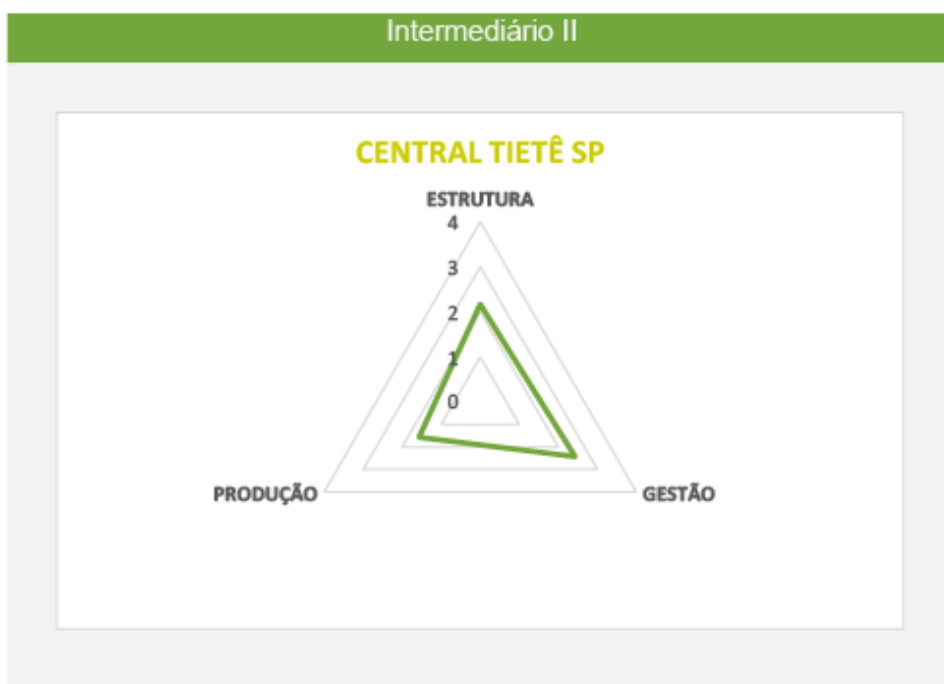 Intermediário II
CENTRAL TIETÊ SP
ESTRUTURA
4
3
2
1
0
PRODUÇÃO
GESTÃO